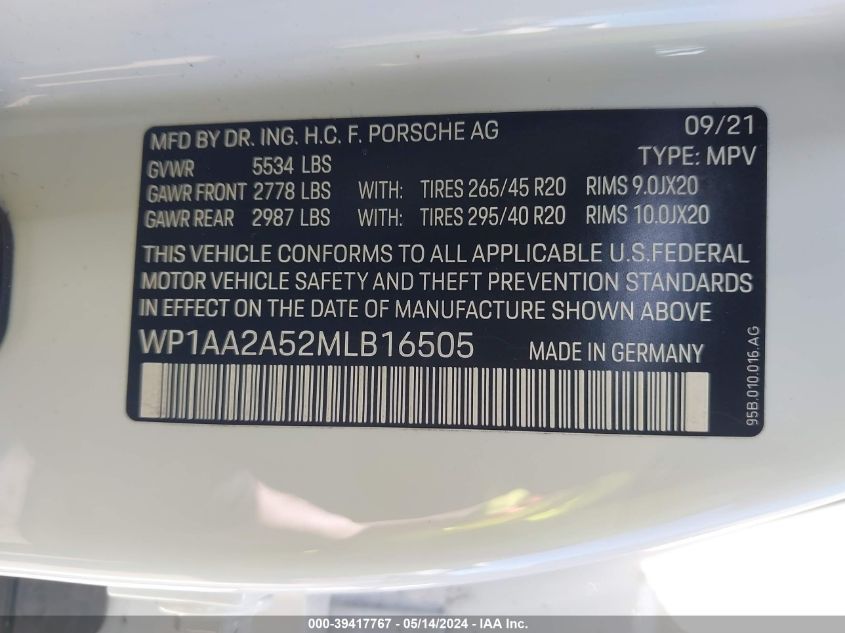 MFD BY DR. ING. H.C. F. PORSCHE AG 09/21
GVWR 5534 LBS TYPE: MPV
GAWR FRONT 2778 LBS WITH: TIRES 265/45 R20 RIMS 9.0JX20
GAWR REAR 2987 LBS WITH: TIRES 295/40 R20 RIMS 10.0JX20
THIS VEHICLE CONFORMS TO ALL APPLICABLE U.S.FEDERAL
MOTOR VEHICLE SAFETY AND THEFT PREVENTION STANDARDS
IN EFFECT ON THE DATE OF MANUFACTURE SHOWN ABOVE
WP1AA2A52MLB16505 MADE IN GERMANY
95B.010.016.AG
000-39417767 - 05/14/2024 - IAA Inc.